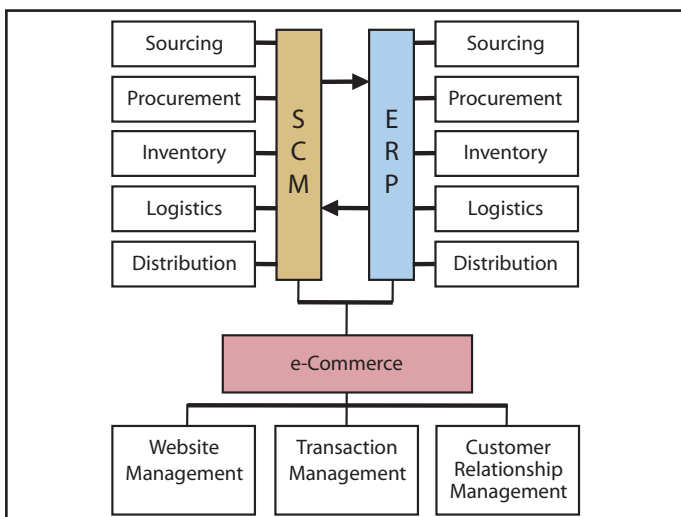 Sourcing
Procurement
Inventory
Logistics
Distribution
S
C
M
E
R
P
Sourcing
Procurement
Inventory
Logistics
Distribution
e-Commerce
Website
Management
Transaction
Management
Customer
Relationship
Management